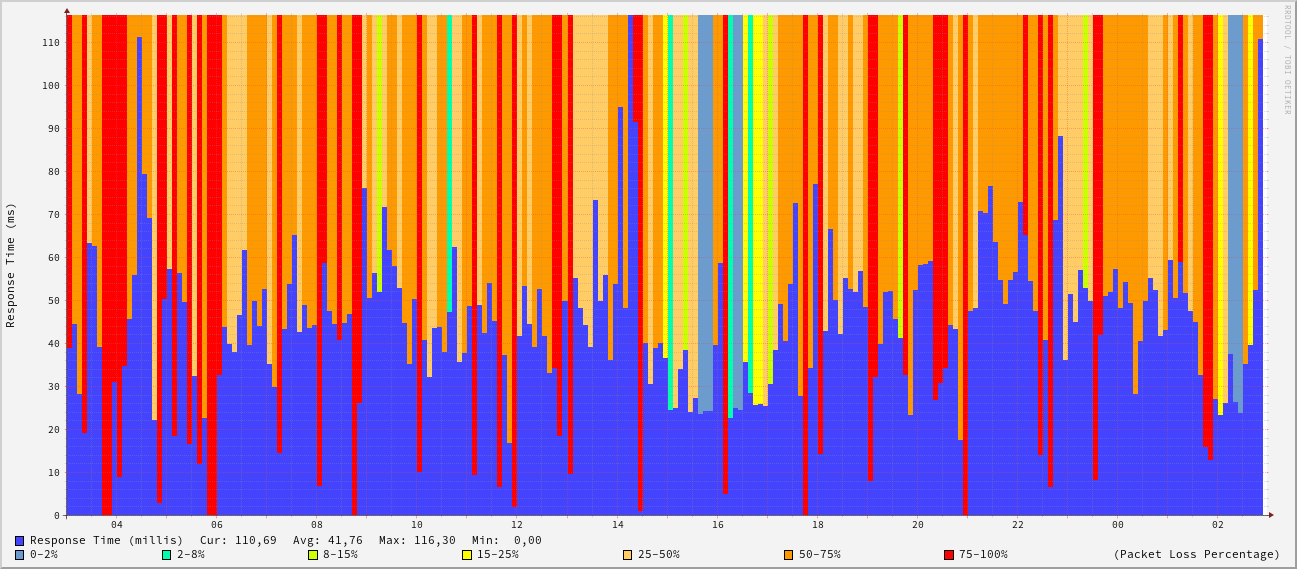 RRDTOOL / TOBI OETIKER
Response Time (ms)
110
100
90
80
70
60
50
40
30
20
10
0
04 06 08 10 12 14 16 18 20 22 00 02
Response Time (millis) Cur: 110,69 Avg: 41,76 Max: 116,30 Min: 0,00
0-2% 2-8% 8-15% 15-25% 25-50% 50-75% 75-100% (Packet Loss Percentage)